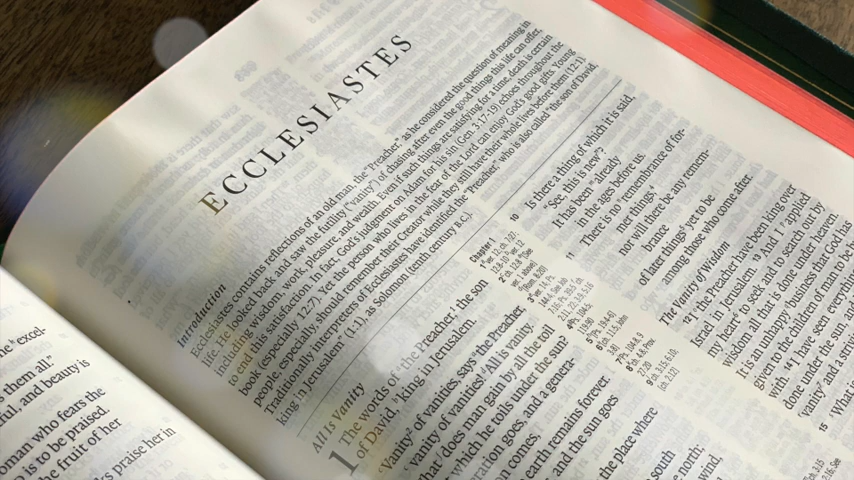 ECCLESIASTES
Introduction
Ecclesiastes contains reflections of an old man, the "Preacher," as he considered the question of meaning in
life. He looked back and saw the futility ("vanity") of chasing after even the good things this life can offer,
including wisdom, work, pleasure, and wealth. Even if such things are satisfying for a time, death is certain
to end this satisfaction. In fact, God's judgment on Adam for his sin (Gen. 3:17-19) echoes throughout the
book (especially 12:7). Yet the person who lives in the fear of the Lord can enjoy God's good gifts. Young
people, especially, should remember their Creator while they still have their whole lives before them (12:1).
Traditionally interpreters of Ecclesiastes have identified the "Preacher," who is also called "the son of David,
king in Jerusalem" (1:1), as Solomon (tenth century B.C.).
All Is Vanity
1 The words of the Preacher, the son
of David, king in Jerusalem.
Vanity of vanities, says the Preacher,
vanity of vanities! All is vanity.
What does man gain by all the toil
at which he toils under the sun?
ration goes, and a genera-
on comes,
earth remains forever.
and the sun goes
the place where
south
north;
wind,
Chapter 1
10 Is there a thing of which it is said,
"See, this is new"?
It has been already
in the ages before us.
11 There is no remembrance of for-
mer things,
nor will there be any remem-
brance
of later things yet to be
among those who come after.
The Vanity of Wisdom
12 I the Preacher have been king over
Israel in Jerusalem. 13 And I applied
my heart to seek and to search out by
wisdom all that is done under heaven.
It is an unhappy business that God has
given to the children of man to be b
with. 14 I have seen everything
done under the sun, and
vanity and a strivi
15 "What is
he "excel-
s them all."
ful, and beauty is
oman who fears the
D is to be praised.
the fruit of her
ks praise her in